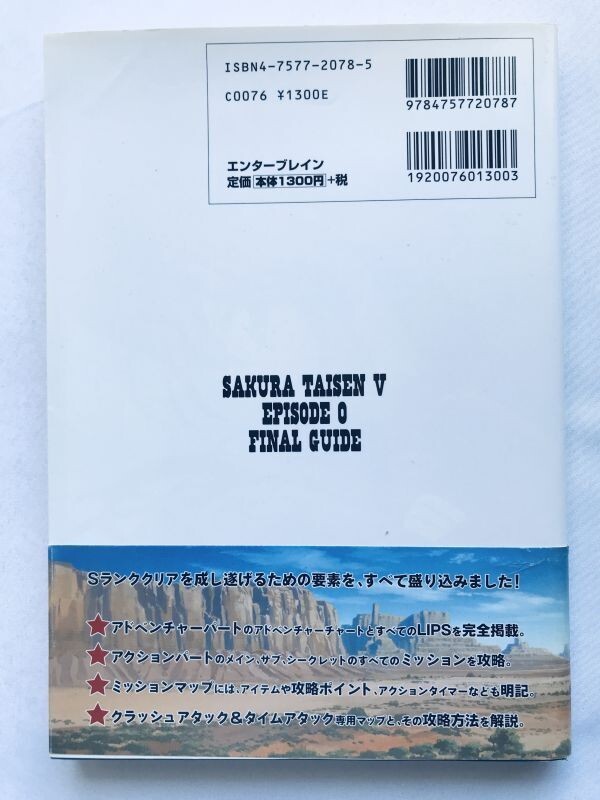 ISBN4-7577-2078-5
C0076 ¥1300E
9784757720787
エンターブレイン
定価 本体1300円+税
1920076013003
SAKURA TAISEN V
EPISODE 0
FINAL GUIDE
Sランククリアを成し遂げるための要素を、すべて盛り込みました!
★アドベンチャーパートのアドベンチャーチャートとすべてのLIPSを完全掲載。
★アクションパートのメイン、サブ、シークレットのすべてのミッションを攻略。
★ミッションマップには、アイテムや攻略ポイント、アクションタイマーなども明記。
★クラッシュアタック&タイムアタック専用マップと、その攻略方法を解説。